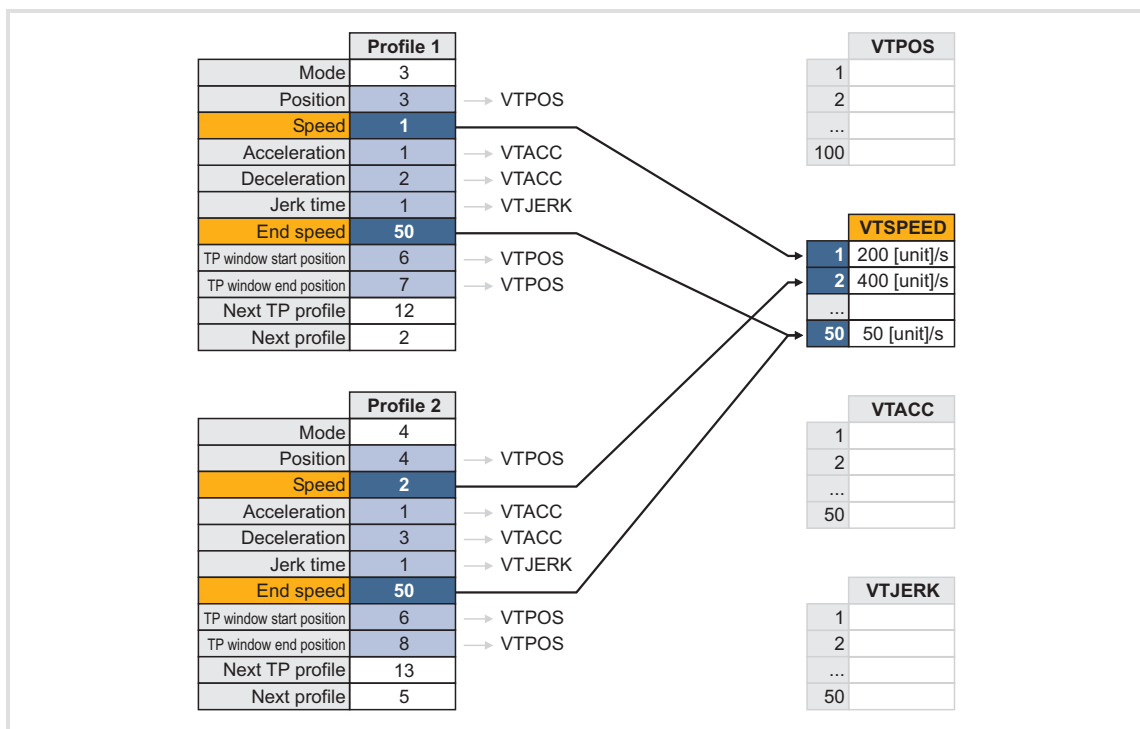 Profile 1
Mode 3
Position 3 → VTPOS
Speed 1
Acceleration 1 → VTACC
Deceleration 2 → VTACC
Jerk time 1 → VTJERK
End speed 50
TP window start position 6 → VTPOS
TP window end position 7 → VTPOS
Next TP profile 12
Next profile 2
Profile 2
Mode 4
Position 4 → VTPOS
Speed 2
Acceleration 1 → VTACC
Deceleration 3 → VTACC
Jerk time 1 → VTJERK
End speed 50
TP window start position 6 → VTPOS
TP window end position 8 → VTPOS
Next TP profile 13
Next profile 5
VTPOS
1
2
...
100
VTSPEED
1 200 [unit]/s
2 400 [unit]/s
...
50 50 [unit]/s
VTACC
1
2
...
50
VTJERK
1
2
...
50